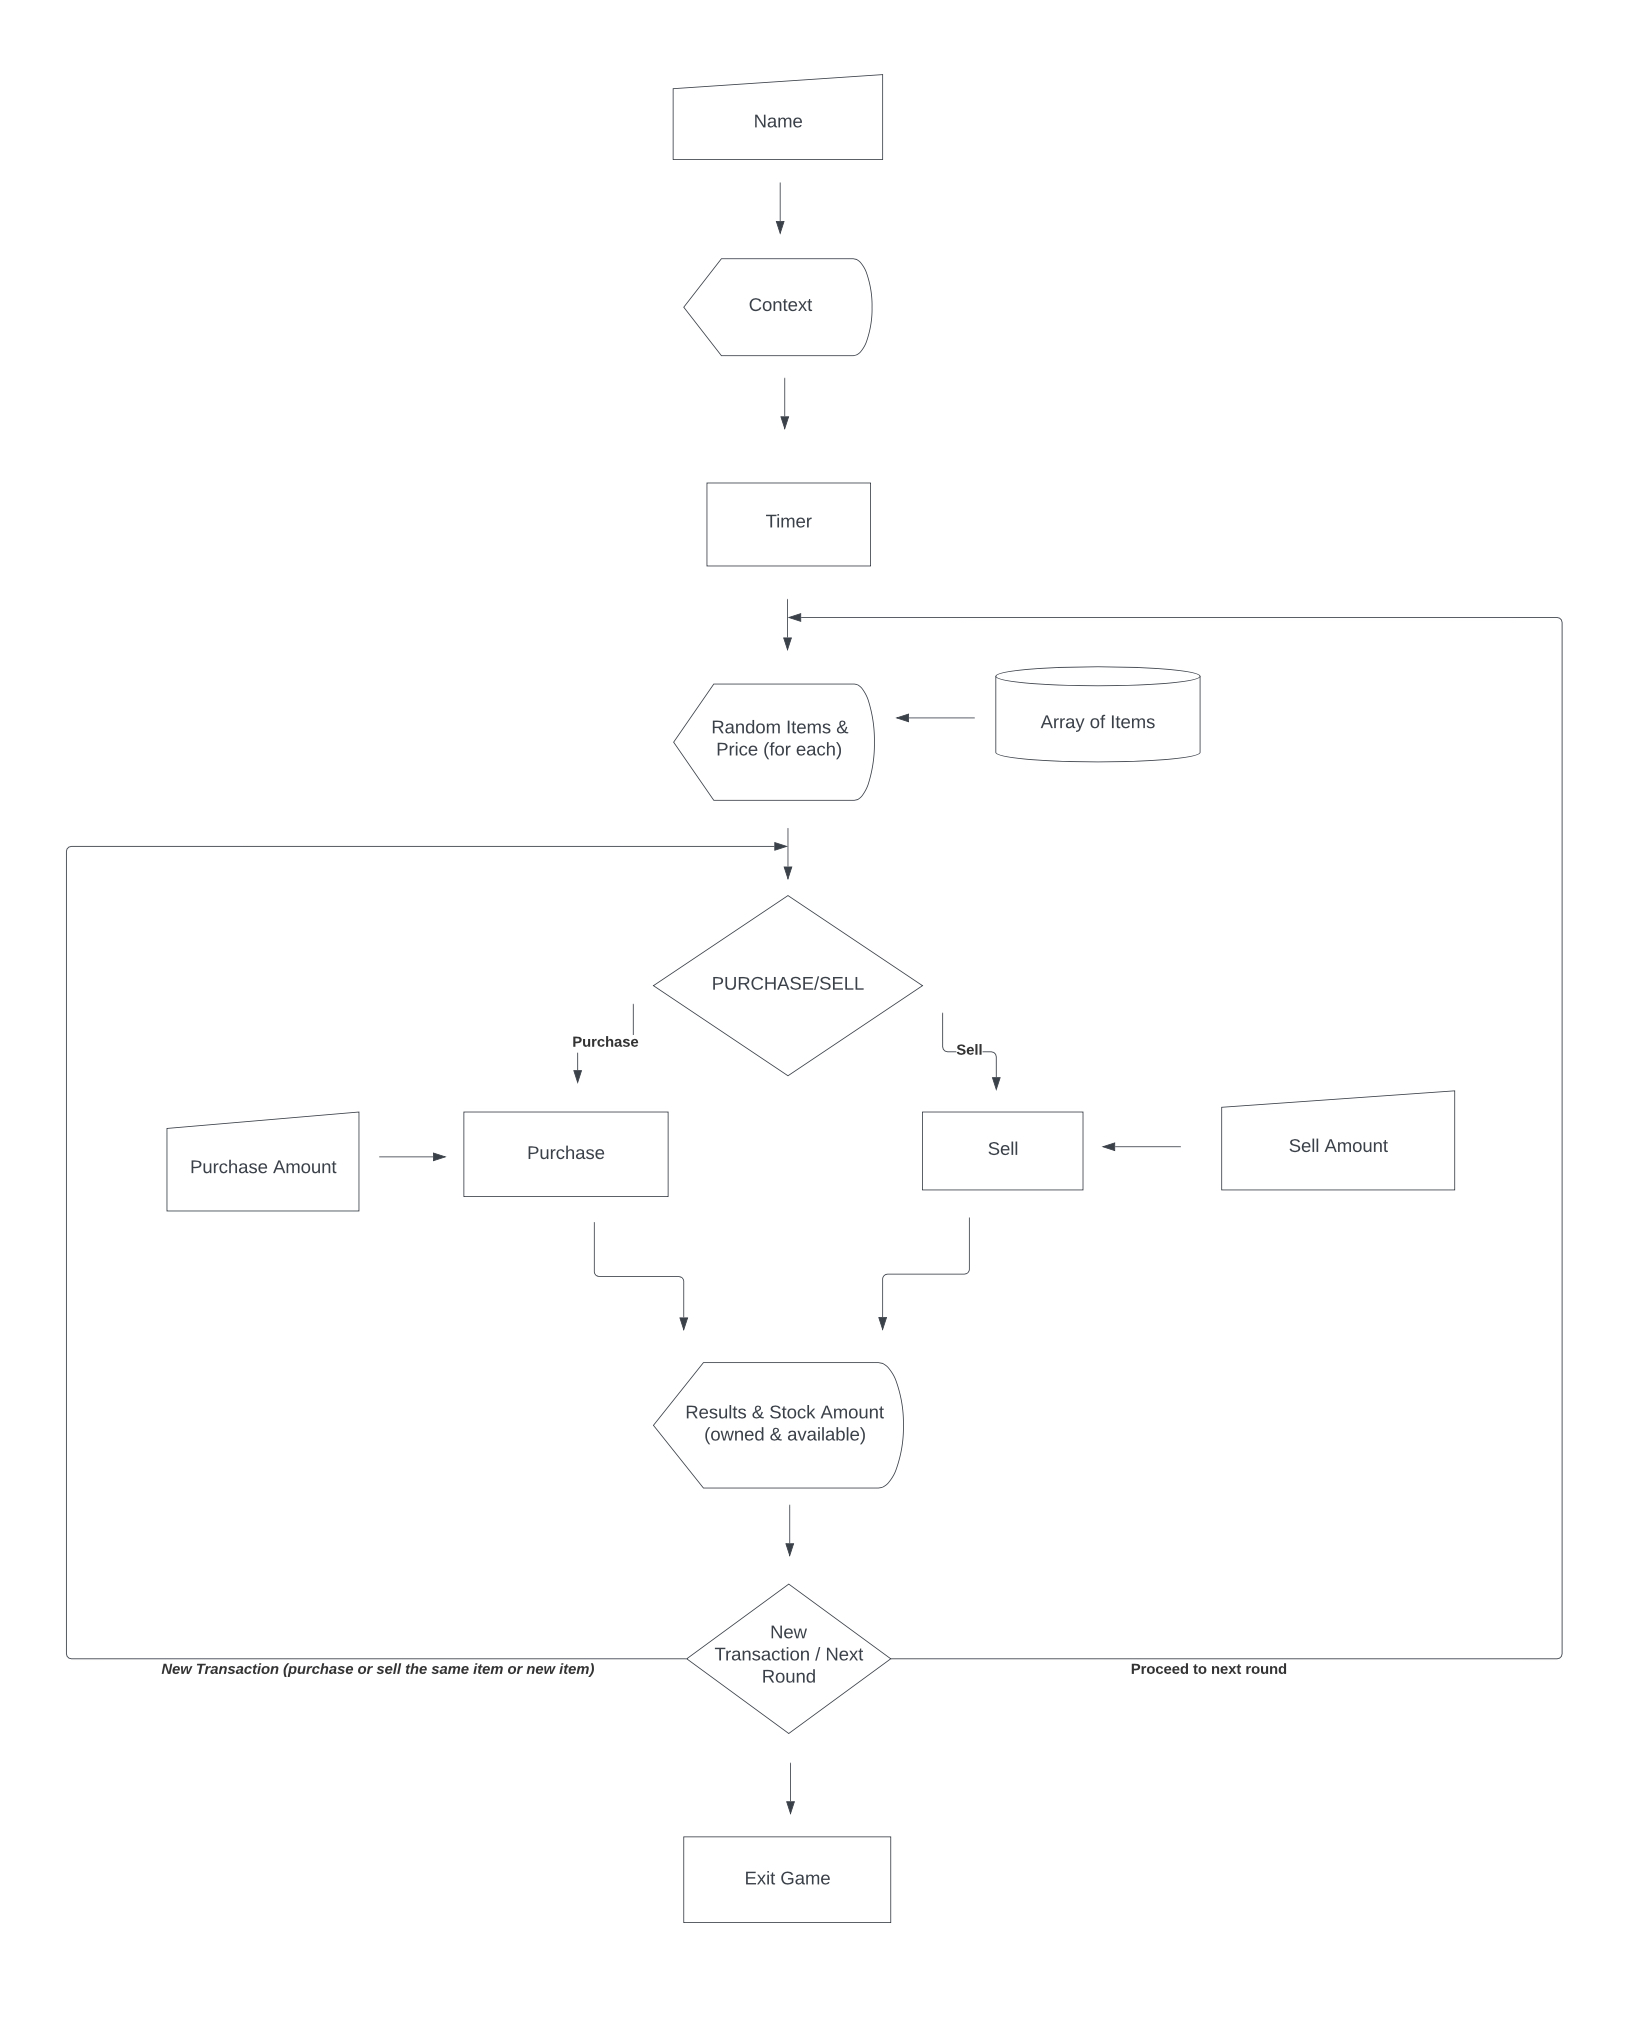 Name
Context
Timer
Random Items &
Price (for each)
Array of Items
PURCHASE/SELL
Purchase
Sell
Purchase Amount
Purchase
Sell
Sell Amount
Results & Stock Amount
(owned & available)
New
Transaction / Next
Round
New Transaction (purchase or sell the same item or new item)
Proceed to next round
Exit Game